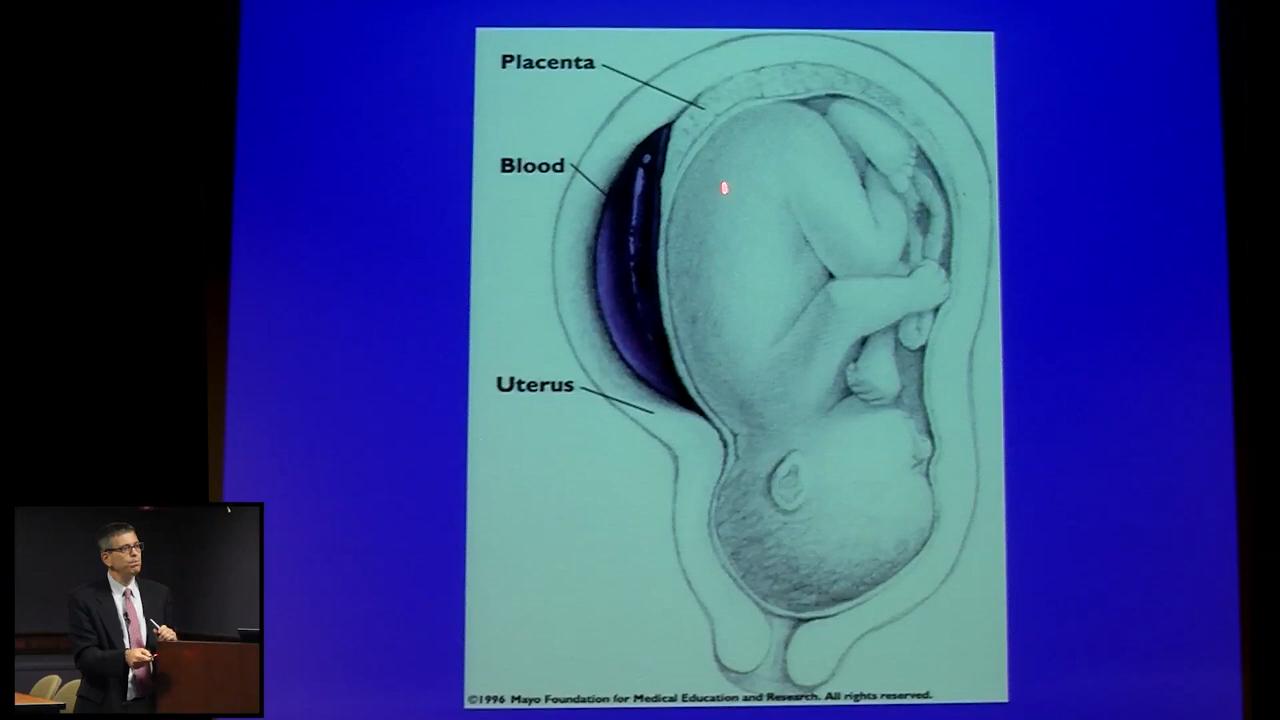 Placenta
Blood
Uterus
©1996 Mayo Foundation for Medical Education and Research. All rights reserved.